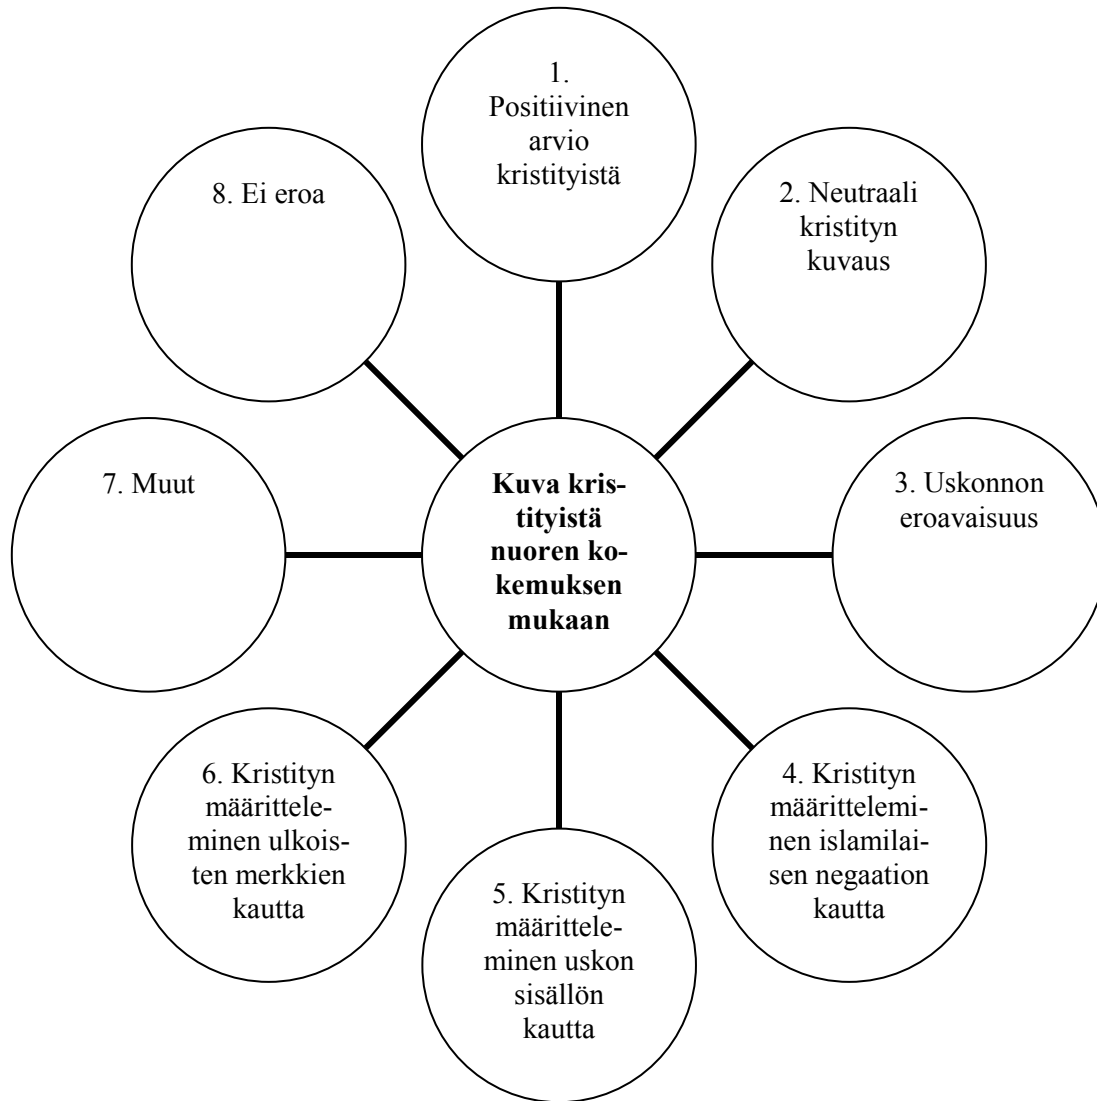 1.
Positiivinen
arvio
kristityistä
2. Neutraali
kristityn
kuvaus
3. Uskonnon
eroavaisuus
4. Kristityn
määrittelemi-
nen islamilai-
sen negaation
kautta
5. Kristityn
määrittele-
minen uskon
sisällön
kautta
6. Kristityn
määrittele-
minen ulkois-
ten merkkien
kautta
7. Muut
8. Ei eroa
Kuva kris-
tityistä
nuoren ko-
kemuksen
mukaan